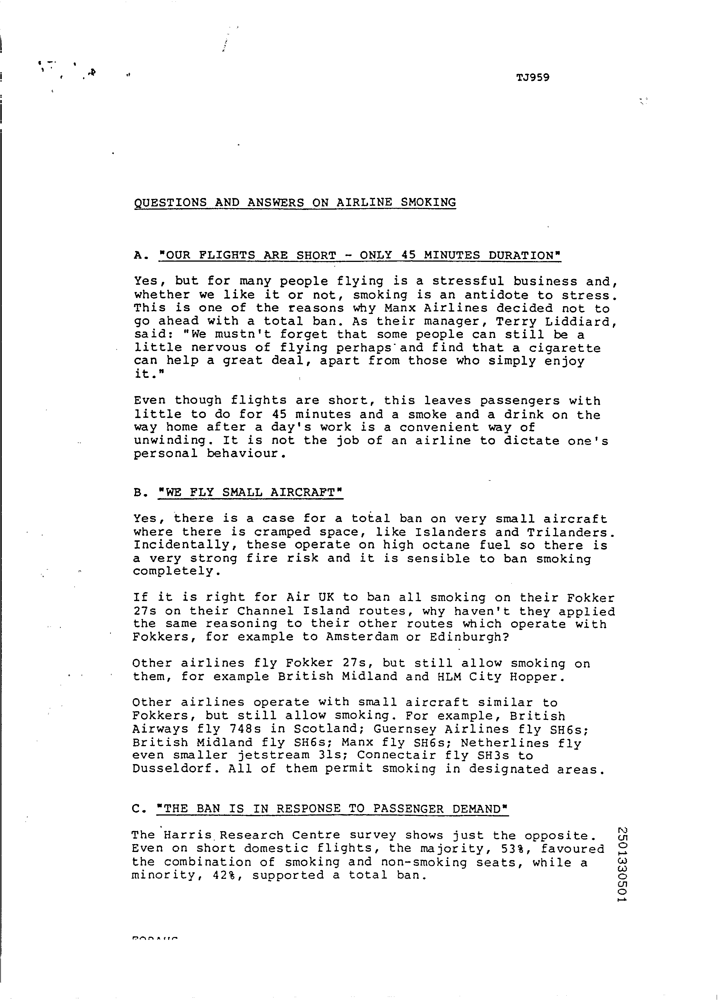 TJ959
QUESTIONS AND ANSWERS ON AIRLINE SMOKING
A. "OUR FLIGHTS ARE SHORT - ONLY 45 MINUTES DURATION"
Yes, but for many people flying is a stressful business and,
whether we like it or not, smoking is an antidote to stress.
This is one of the reasons why Manx Airlines decided not to
go ahead with a total ban. As their manager, Terry Liddiard,
said: "We mustn't forget that some people can still be a
little nervous of flying perhaps and find that a cigarette
can help a great deal, apart from those who simply enjoy
it."
Even though flights are short, this leaves passengers with
little to do for 45 minutes and a smoke and a drink on the
way home after a day's work is a convenient way of
unwinding. It is not the job of an airline to dictate one's
personal behaviour.
B. "WE FLY SMALL AIRCRAFT"
Yes, there is a case for a total ban on very small aircraft
where there is cramped space, like Islanders and Trilanders.
Incidentally, these operate on high octane fuel so there is
a very strong fire risk and it is sensible to ban smoking
completely.
If it is right for Air UK to ban all smoking on their Fokker
27s on their Channel Island routes, why haven't they applied
the same reasoning to their other routes which operate with
Fokkers, for example to Amsterdam or Edinburgh?
Other airlines fly Fokker 27s, but still allow smoking on
them, for example British Midland and HLM City Hopper.
Other airlines operate with small aircraft similar to
Fokkers, but still allow smoking. For example, British
Airways fly 748s in Scotland; Guernsey Airlines fly SH6s;
British Midland fly SH6s; Manx fly SH6s; Netherlines fly
even smaller jetstream 31s; Connectair fly SH3s to
Dusseldorf. All of them permit smoking in designated areas.
C. "THE BAN IS IN RESPONSE TO PASSENGER DEMAND"
The Harris Research Centre survey shows just the opposite.
Even on short domestic flights, the majority, 53%, favoured
the combination of smoking and non-smoking seats, while a
minority, 42%, supported a total ban.
2501330501